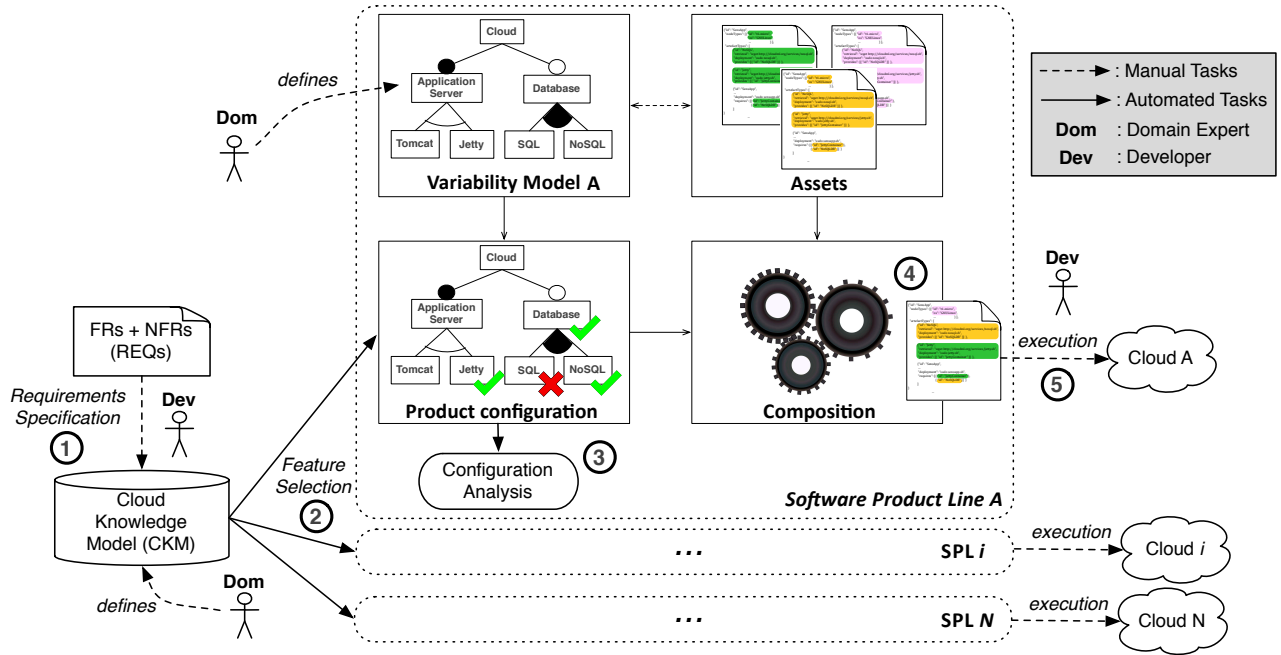 Cloud
Application
Server
Database
Tomcat
Jetty
SQL
NoSQL
Variability Model A
Assets
defines
Dom
: Manual Tasks
: Automated Tasks
Dom : Domain Expert
Dev : Developer
Cloud
Application
Server
Database
Tomcat
Jetty
SQL
NoSQL
Product configuration
4
Composition
Dev
execution
5
Cloud A
FRs + NFRs
(REQs)
Requirements
Specification
1
Dev
Cloud
Knowledge
Model (CKM)
Feature
Selection
2
3
Configuration
Analysis
Software Product Line A
... SPL i
execution
Cloud i
Dom
defines
... SPL N
execution
Cloud N